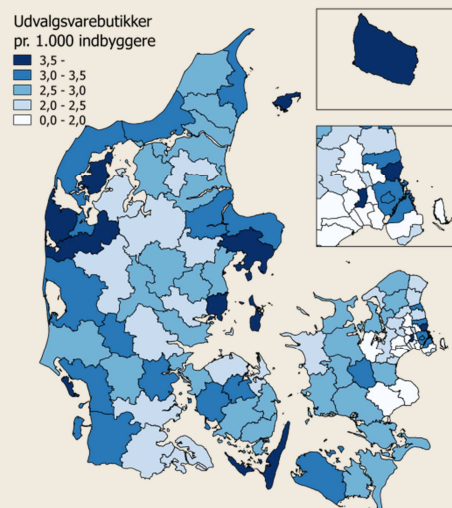 Udvalgsvarebutikker
pr. 1.000 indbyggere
3,5 -
3,0 - 3,5
2,5 - 3,0
2,0 - 2,5
0,0 - 2,0